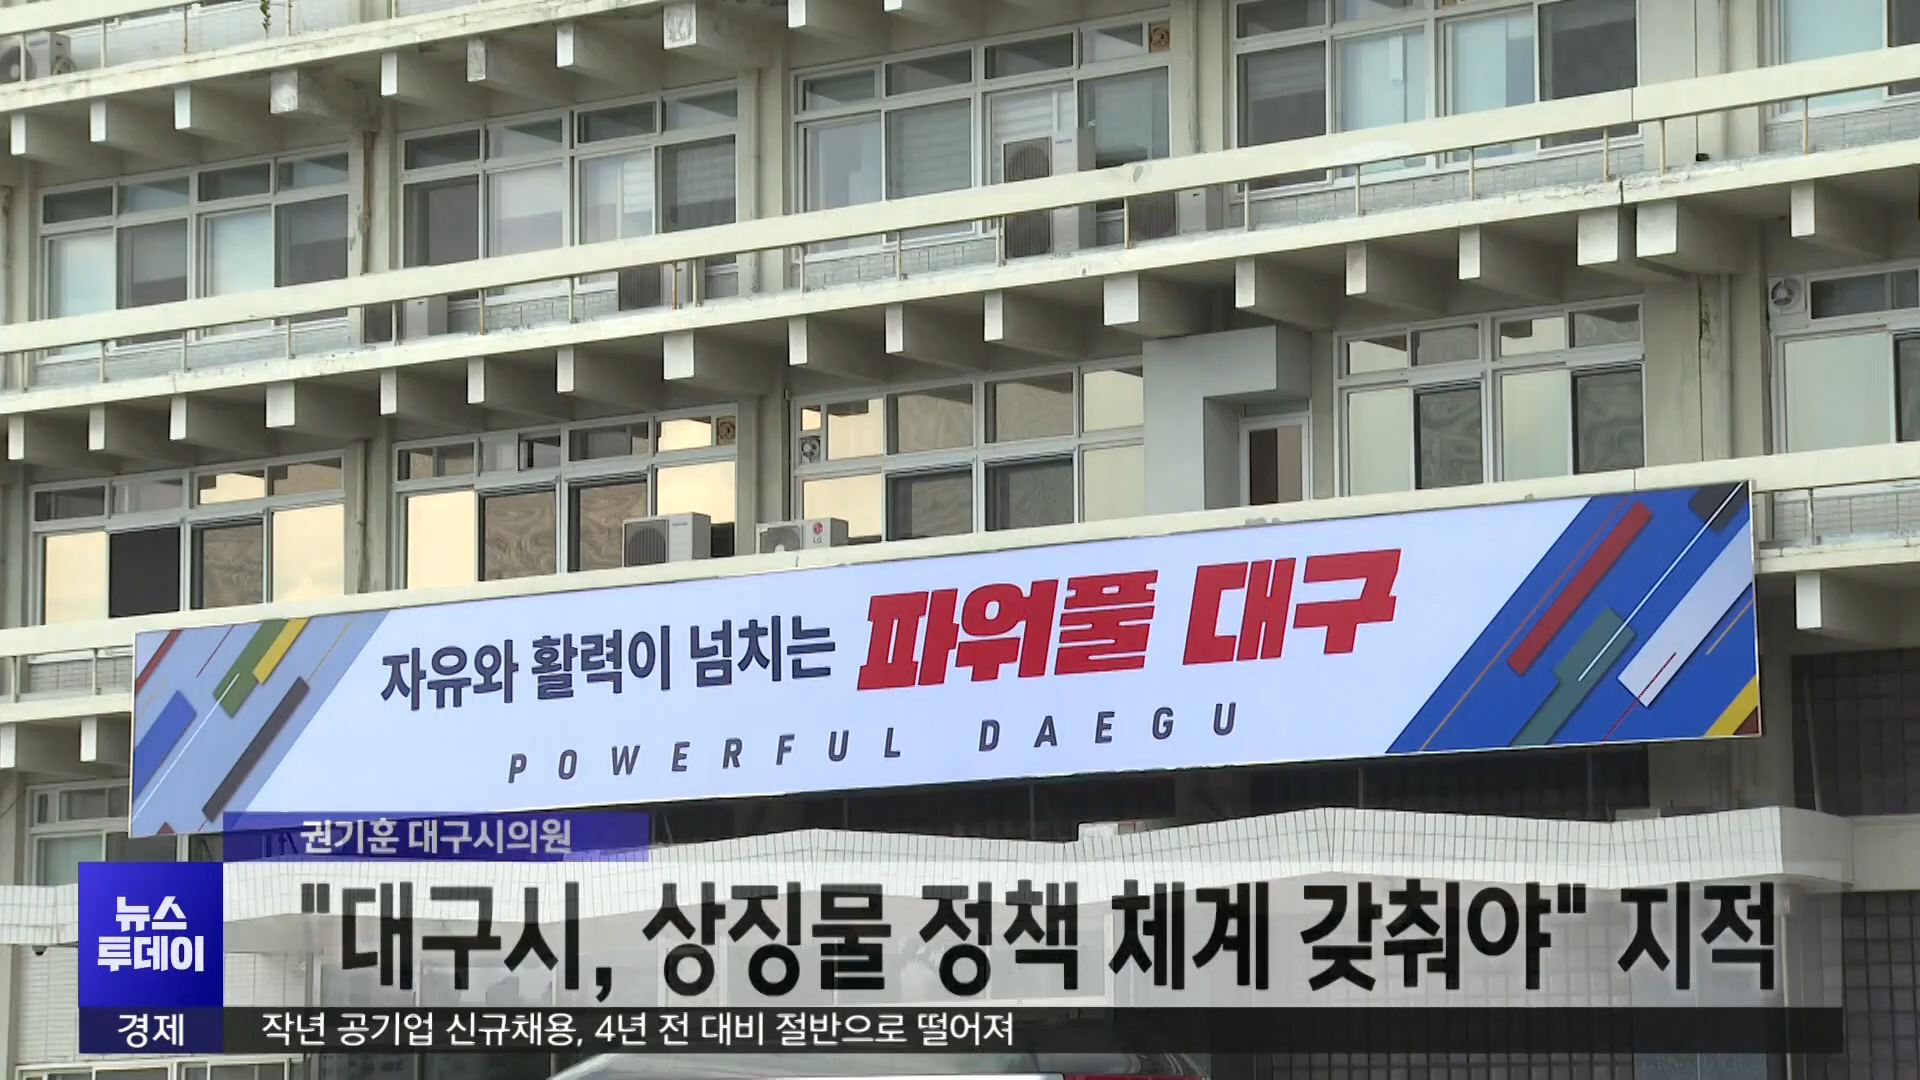 자유와 활력이 넘치는 파워풀 대구
POWERFUL DAEGU
권기훈 대구시의원
뉴스
투데이
"대구시, 상징물 정책 체계 갖춰야" 지적
경제
작년 공기업 신규채용, 4년 전 대비 절반으로 떨어져
LG